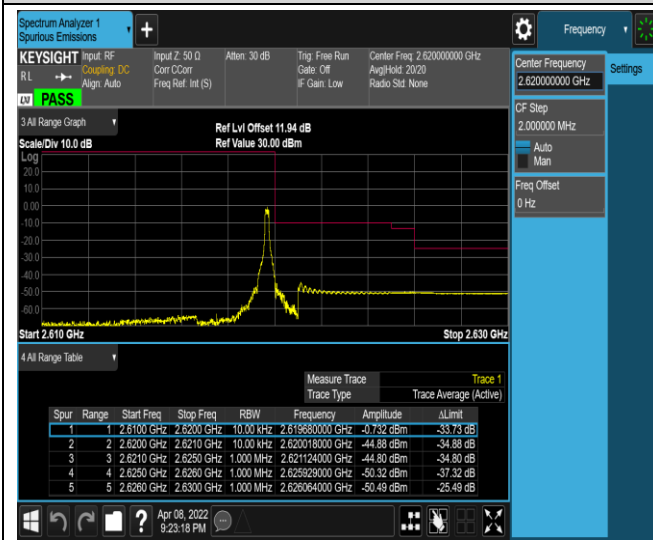 Spectrum Analyzer 1
Spurious Emissions
Frequency
KEYSIGHT Input: RF Input Z: 50 Ω Atten: 30 dB Trig: Free Run Center Freq: 2.620000000 GHz
R L Coupling: DC Corr CCorr Gate: Off Avg|Hold: 20/20
Align: Auto Freq Ref: Int (S) IF Gain: Low Radio Std: None
LXI PASS
3 All Range Graph
Ref Lvl Offset 11.94 dB
Scale/Div 10.0 dB Ref Value 30.00 dBm
Log
20.0
10.0
0.00
-10.0
-20.0
-30.0
-40.0
-50.0
-60.0
Start 2.610 GHz Stop 2.630 GHz
4 All Range Table
Measure Trace Trace 1
Trace Type Trace Average (Active)
Spur Range Start Freq Stop Freq RBW Frequency Amplitude ΔLimit
1 1 2.6100 GHz 2.6200 GHz 10.00 kHz 2.619680000 GHz -0.732 dBm -33.73 dB
2 2 2.6200 GHz 2.6210 GHz 10.00 kHz 2.620018000 GHz -44.88 dBm -34.88 dB
3 3 2.6210 GHz 2.6250 GHz 1.000 MHz 2.621124000 GHz -44.80 dBm -34.80 dB
4 4 2.6250 GHz 2.6260 GHz 1.000 MHz 2.625929000 GHz -50.32 dBm -37.32 dB
5 5 2.6260 GHz 2.6300 GHz 1.000 MHz 2.626064000 GHz -50.49 dBm -25.49 dB
Apr 08, 2022
9:23:18 PM
Center Frequency
2.620000000 GHz
Settings
CF Step
2.000000 MHz
Auto
Man
Freq Offset
0 Hz